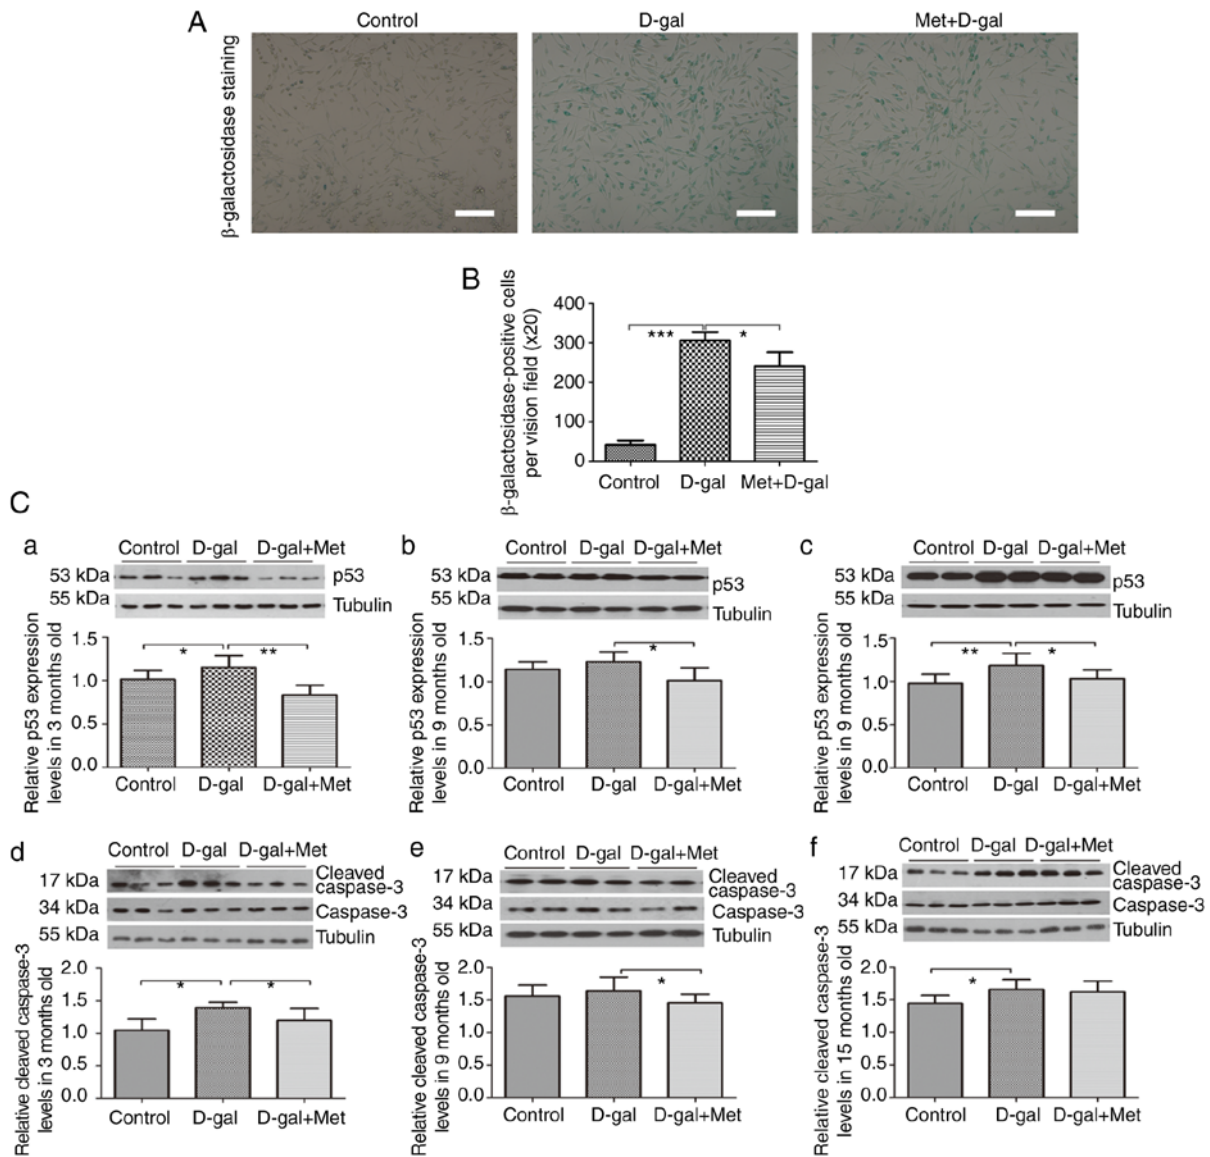 A
Control
D-gal
Met+D-gal
β-galactosidase staining
B
β-galactosidase-positive cells
per vision field (x20)
400
300
200
100
0
***
*
Control
D-gal
Met+D-gal
C
a
Control D-gal D-gal+Met
53 kDa
p53
55 kDa
Tubulin
Relative p53 expression
levels in 3 months old
1.5
1.0
0.5
0.0
*
**
Control
D-gal
D-gal+Met
b
Control D-gal D-gal+Met
53 kDa
p53
55 kDa
Tubulin
Relative p53 expression
levels in 9 months old
1.5
1.0
0.5
0.0
*
Control
D-gal
D-gal+Met
c
Control D-gal D-gal+Met
53 kDa
p53
55 kDa
Tubulin
Relative p53 expression
levels in 9 months old
1.5
1.0
0.5
0.0
**
*
Control
D-gal
D-gal+Met
d
Control D-gal D-gal+Met
17 kDa
Cleaved
caspase-3
34 kDa
Caspase-3
55 kDa
Tubulin
Relative cleaved caspase-3
levels in 3 months old
2.0
1.5
1.0
0.5
0.0
*
*
Control
D-gal
D-gal+Met
e
Control D-gal D-gal+Met
17 kDa
Cleaved
caspase-3
34 kDa
Caspase-3
55 kDa
Tubulin
Relative cleaved caspase-3
levels in 9 months old
2.0
1.5
1.0
0.5
0.0
*
Control
D-gal
D-gal+Met
f
Control D-gal D-gal+Met
17 kDa
Cleaved
caspase-3
34 kDa
Caspase-3
55 kDa
Tubulin
Relative cleaved caspase-3
levels in 15 months old
2.0
1.5
1.0
0.5
0.0
*
Control
D-gal
D-gal+Met